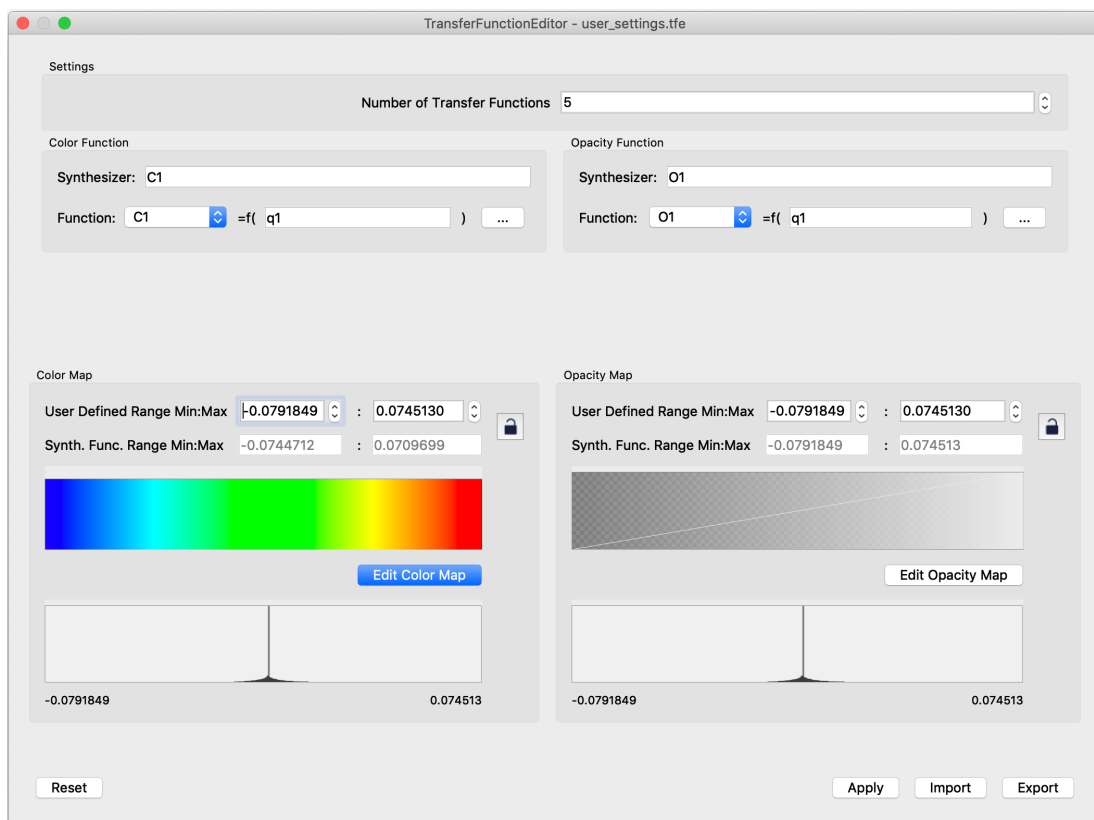 TransferFunctionEditor - user_settings.tfe
Settings
Number of Transfer Functions 5
Color Function
Synthesizer: C1
Function: C1 =f( q1 ) ...
Opacity Function
Synthesizer: O1
Function: O1 =f( q1 ) ...
Color Map
User Defined Range Min:Max -0.0791849 : 0.0745130
Synth. Func. Range Min:Max -0.0744712 : 0.0709699
Edit Color Map
-0.0791849 0.074513
Opacity Map
User Defined Range Min:Max -0.0791849 : 0.0745130
Synth. Func. Range Min:Max -0.0791849 : 0.074513
Edit Opacity Map
-0.0791849 0.074513
Reset Apply Import Export